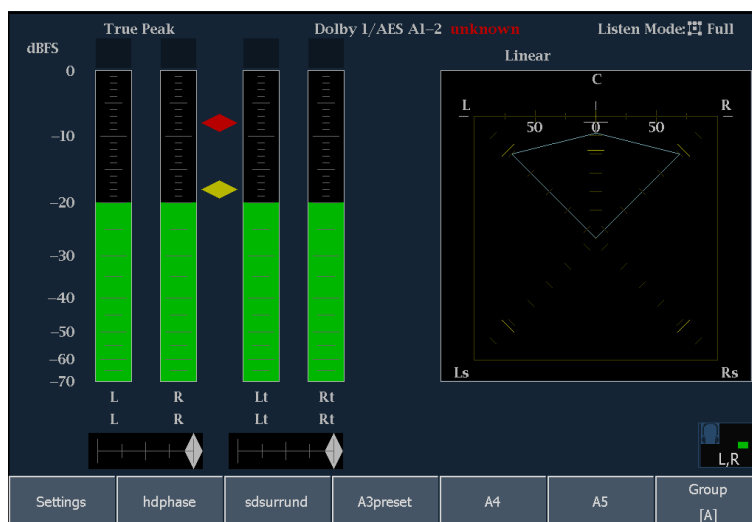 True Peak Dolby 1/AES A1-2 unknown Listen Mode: Full
dBFS
Linear
0
-10
-20
-30
-40
-50
-60
-70
C
L R
50 0 50
Ls Rs
L R Lt Rt
L R Lt Rt
L,R
Settings hdphase sdsurrund A3preset A4 A5 Group
[A]